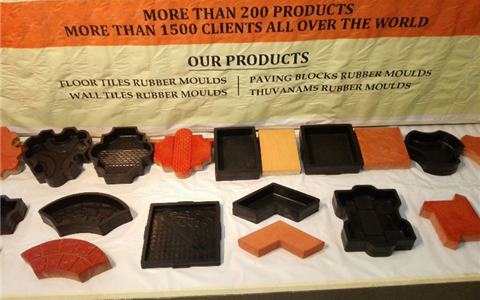 MORE THAN 200 PRODUCTS
MORE THAN 1500 CLIENTS ALL OVER THE WORLD
OUR PRODUCTS
FLOOR TILES RUBBER MOULDS | PAVING BLOCKS RUBBER MOULDS
WALL TILES RUBBER MOULDS | THUVANAMS RUBBER MOULDS